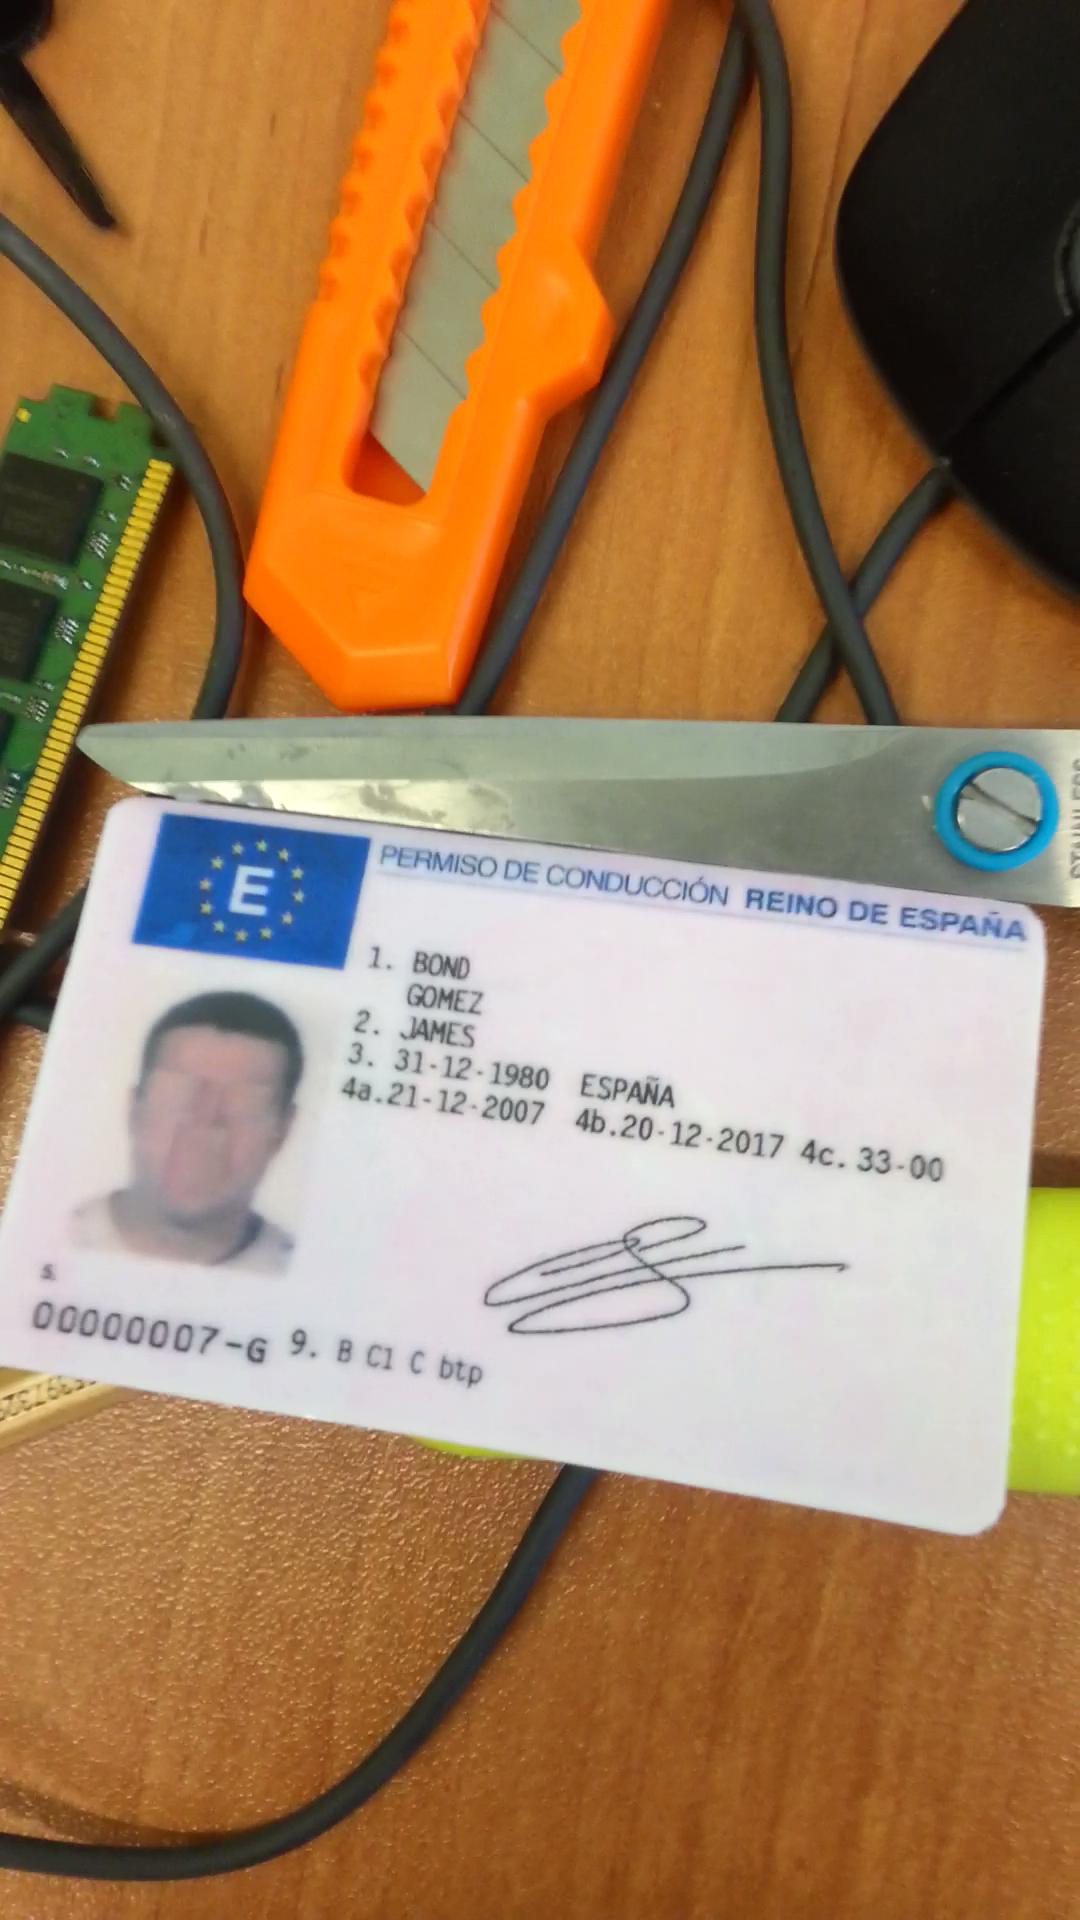 STAINLESS
E
PERMISO DE CONDUCCIÓN REINO DE ESPAÑA
1. BOND
GOMEZ
2. JAMES
3. 31-12-1980 ESPAÑA
4a.21-12-2007 4b.20-12-2017 4c. 33-00
5.
00000007-G 9. B C1 C btp